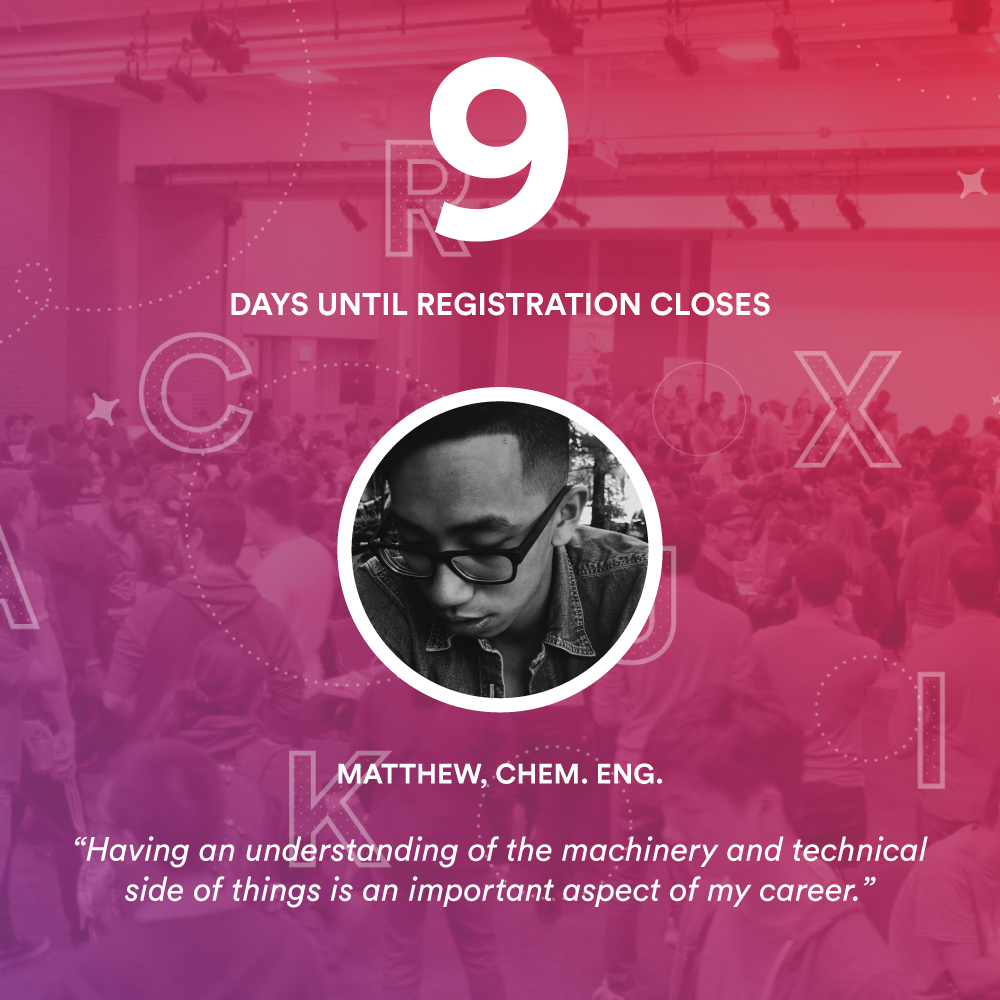 9
R
DAYS UNTIL REGISTRATION CLOSES
C
X
A
U
I
MATTHEW, CHEM. ENG.
K
“Having an understanding of the machinery and technical
side of things is an important aspect of my career.”